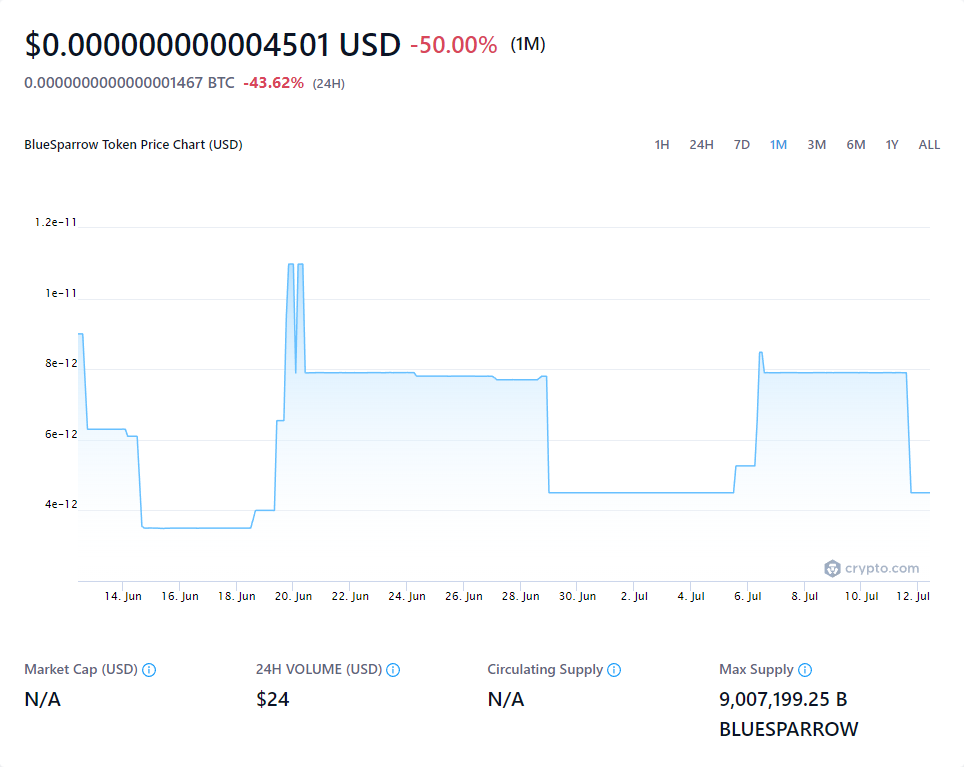 $0.000000000004501 USD -50.00% (1M)
0.0000000000000001467 BTC -43.62% (24H)
BlueSparrow Token Price Chart (USD) 1H 24H 7D 1M 3M 6M 1Y ALL
1.2e-11
1e-11
8e-12
6e-12
4e-12
crypto.com
14. Jun 16. Jun 18. Jun 20. Jun 22. Jun 24. Jun 26. Jun 28. Jun 30. Jun 2. Jul 4. Jul 6. Jul 8. Jul 10. Jul 12. Jul
Market Cap (USD) 24H VOLUME (USD) Circulating Supply Max Supply
N/A $24 N/A 9,007,199.25 B
BLUESPARROW